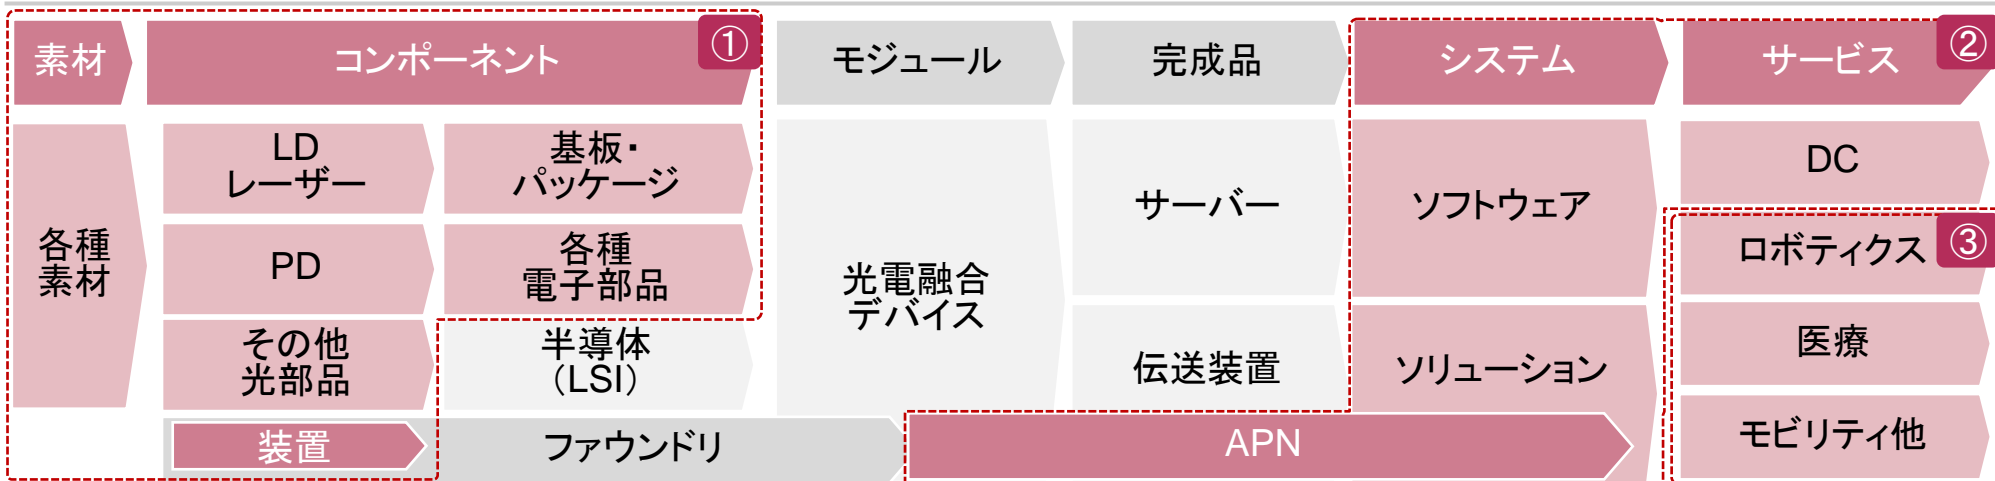 素材
コンポーネント
①
モジュール
完成品
システム
サービス
②
各種
素材
LD
レーザー
基板・
パッケージ
PD
各種
電子部品
その他
光部品
半導体
（LSI）
装置
ファウンドリ
光電融合
デバイス
サーバー
伝送装置
ソフトウェア
ソリューション
APN
DC
ロボティクス
③
医療
モビリティ他